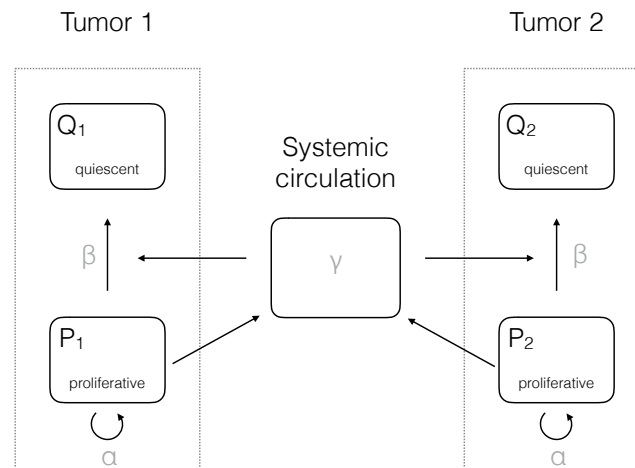 Tumor 1
Tumor 2
Q₁
quiescent
Q₂
quiescent
Systemic
circulation
β
γ
β
P₁
proliferative
P₂
proliferative
α
α